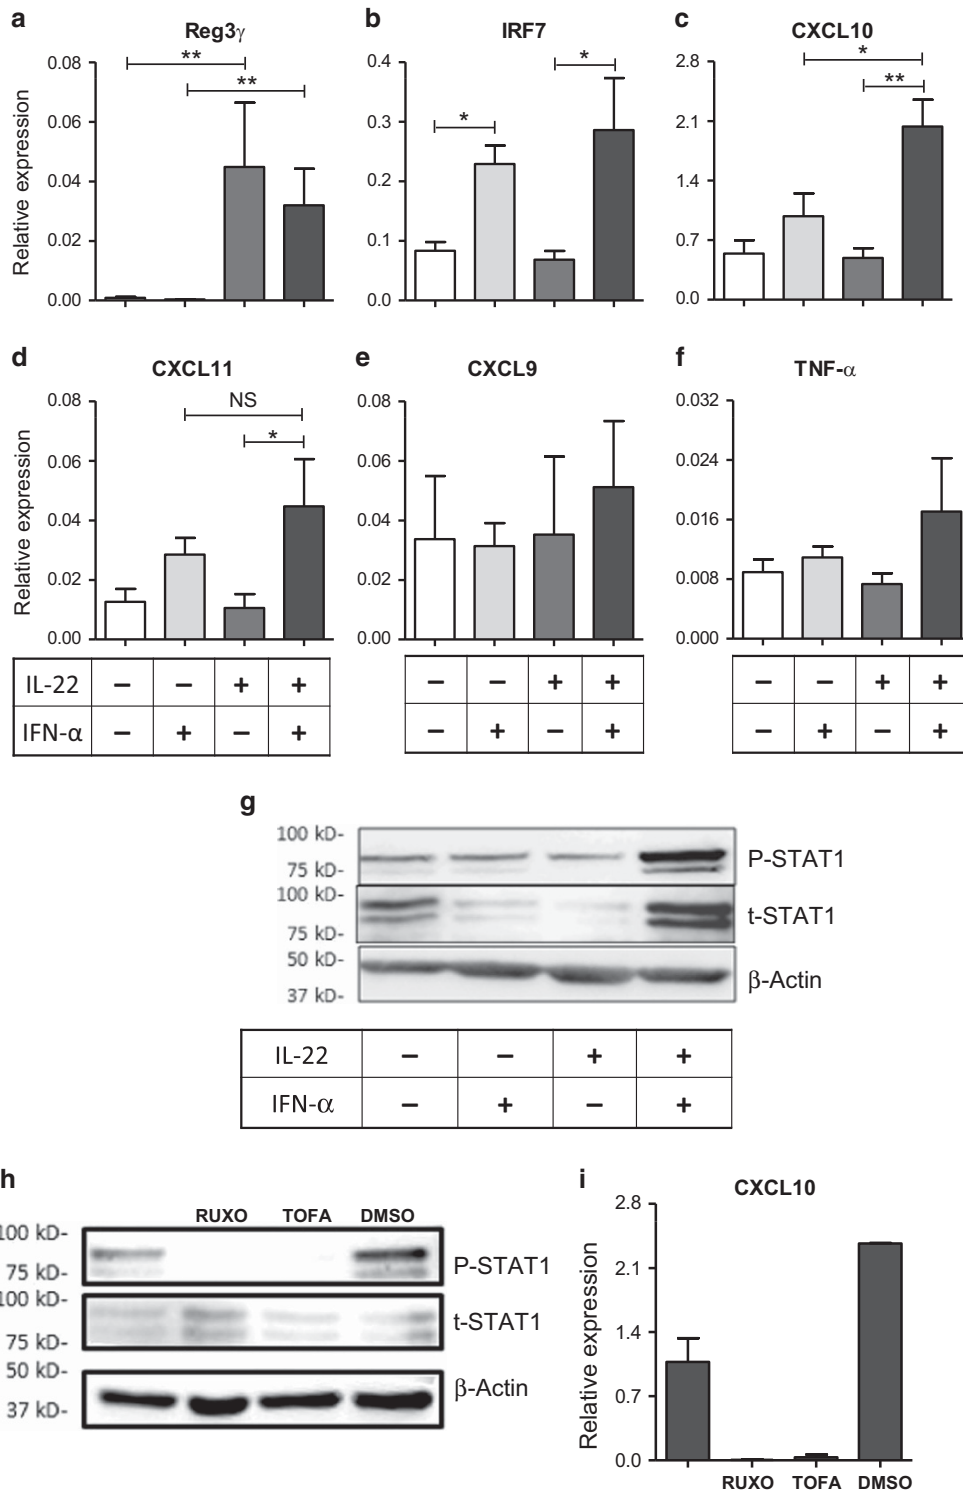 a
Reg3γ
Relative expression
0.08
0.06
0.04
0.02
0.00
**
**
b
IRF7
0.4
0.3
0.2
0.1
0.0
*
*
c
CXCL10
2.8
2.1
1.4
0.7
0.0
*
**
d
CXCL11
Relative expression
0.08
0.06
0.04
0.02
0.00
NS
*
e
CXCL9
0.08
0.06
0.04
0.02
0.00
f
TNF-α
0.032
0.024
0.016
0.008
0.000
IL-22 − − + + − − + + − − + +
IFN-α − + − + − + − + − + − +
g
100 kD-
75 kD-
P-STAT1
100 kD-
75 kD-
t-STAT1
50 kD-
37 kD-
β-Actin
IL-22 − − + +
IFN-α − + − +
h
RUXO TOFA DMSO
100 kD-
75 kD-
P-STAT1
100 kD-
75 kD-
t-STAT1
50 kD-
37 kD-
β-Actin
i
CXCL10
Relative expression
2.8
2.1
1.4
0.7
0.0
RUXO TOFA DMSO